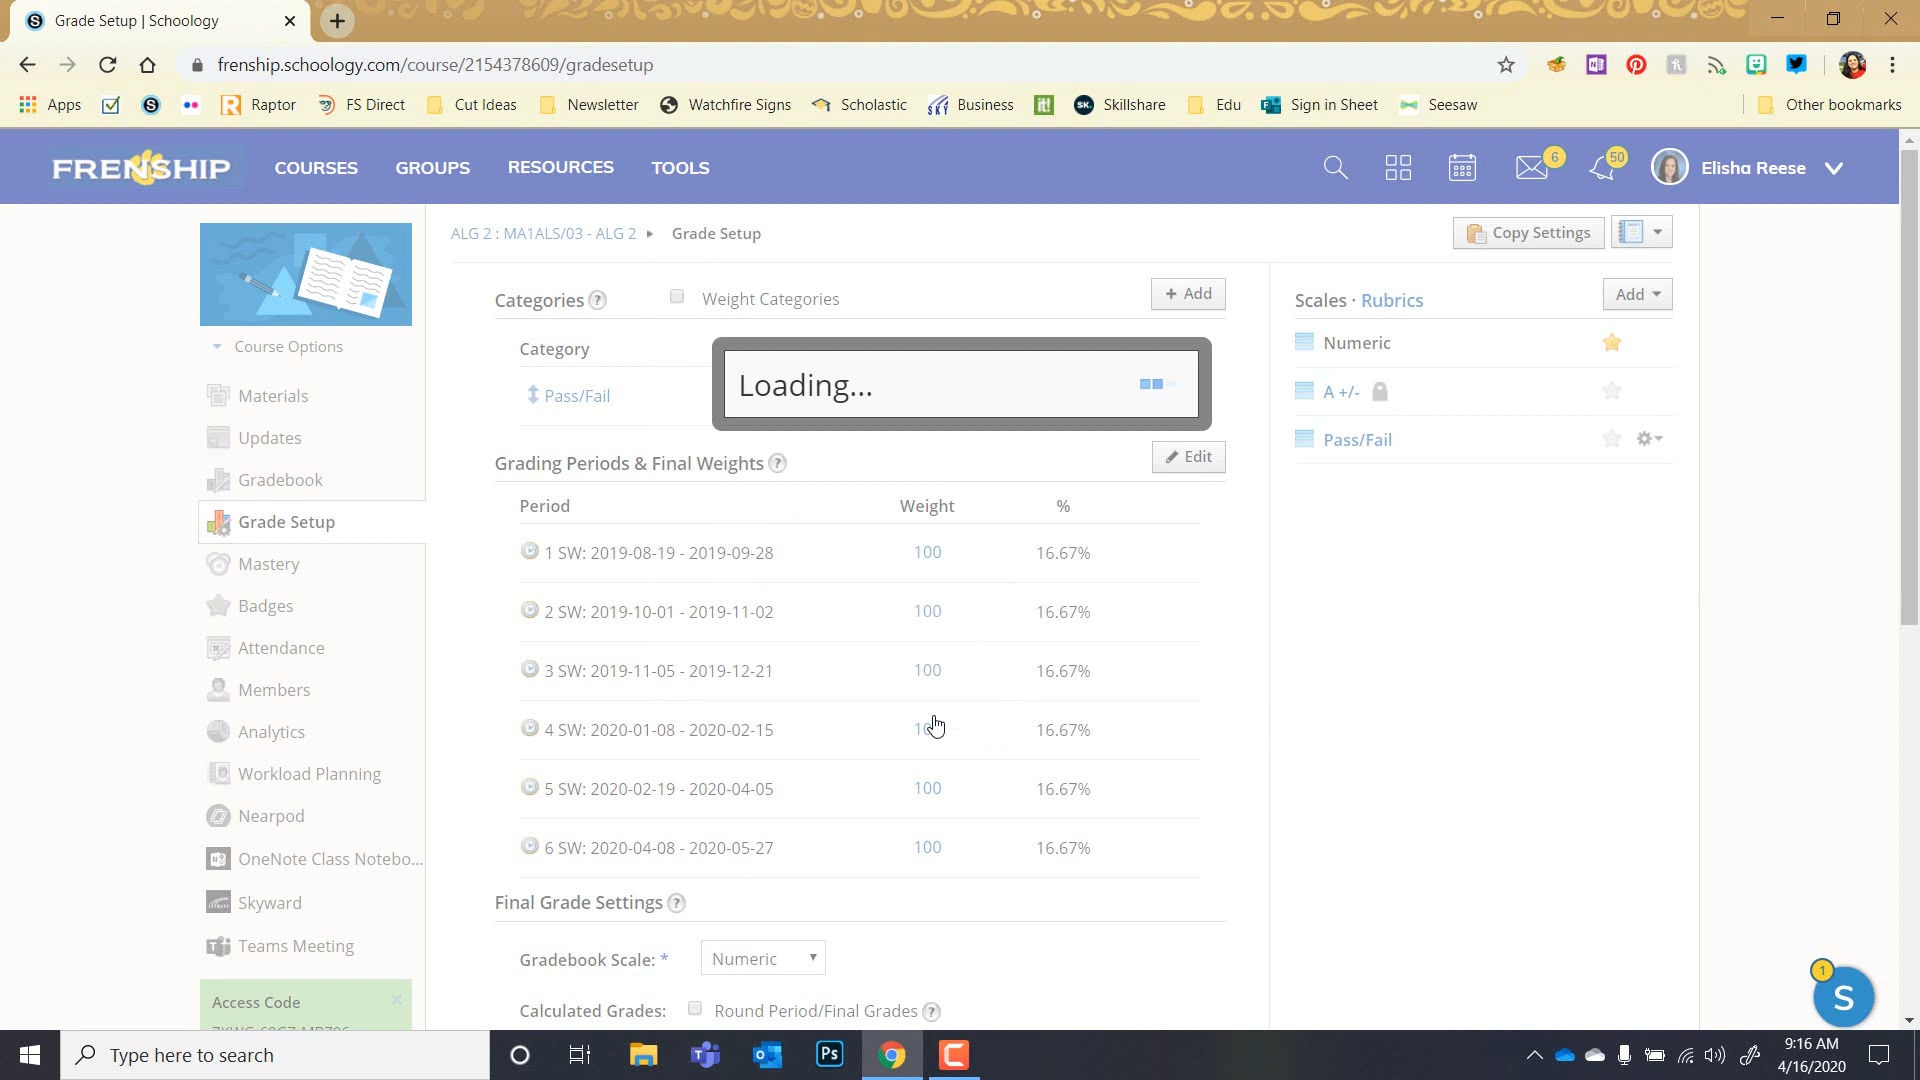 Grade Setup | Schoology
frenship.schoology.com/course/2154378609/gradesetup
Apps
Raptor
FS Direct
Cut Ideas
Newsletter
Watchfire Signs
Scholastic
SKY
Business
it!
SK.
Skillshare
Edu
Sign in Sheet
Seesaw
Other bookmarks
FRENSHIP
COURSES
GROUPS
RESOURCES
TOOLS
6
50
Elisha Reese
ALG 2 : MA1ALS/03 - ALG 2
Grade Setup
Copy Settings
Course Options
Materials
Updates
Gradebook
Grade Setup
Mastery
Badges
Attendance
Members
Analytics
Workload Planning
Nearpod
OneNote Class Notebo...
Skyward
Teams Meeting
Access Code
Categories ?
Weight Categories
+ Add
Category
Pass/Fail
Loading...
Grading Periods & Final Weights ?
Edit
Period Weight %
1 SW: 2019-08-19 - 2019-09-28 100 16.67%
2 SW: 2019-10-01 - 2019-11-02 100 16.67%
3 SW: 2019-11-05 - 2019-12-21 100 16.67%
4 SW: 2020-01-08 - 2020-02-15 16.67%
5 SW: 2020-02-19 - 2020-04-05 100 16.67%
6 SW: 2020-04-08 - 2020-05-27 100 16.67%
Final Grade Settings ?
Gradebook Scale: * Numeric
Calculated Grades: Round Period/Final Grades ?
Scales · Rubrics
Add
Numeric
A +/-
Pass/Fail
1
S
Type here to search
Ps
9:16 AM
4/16/2020